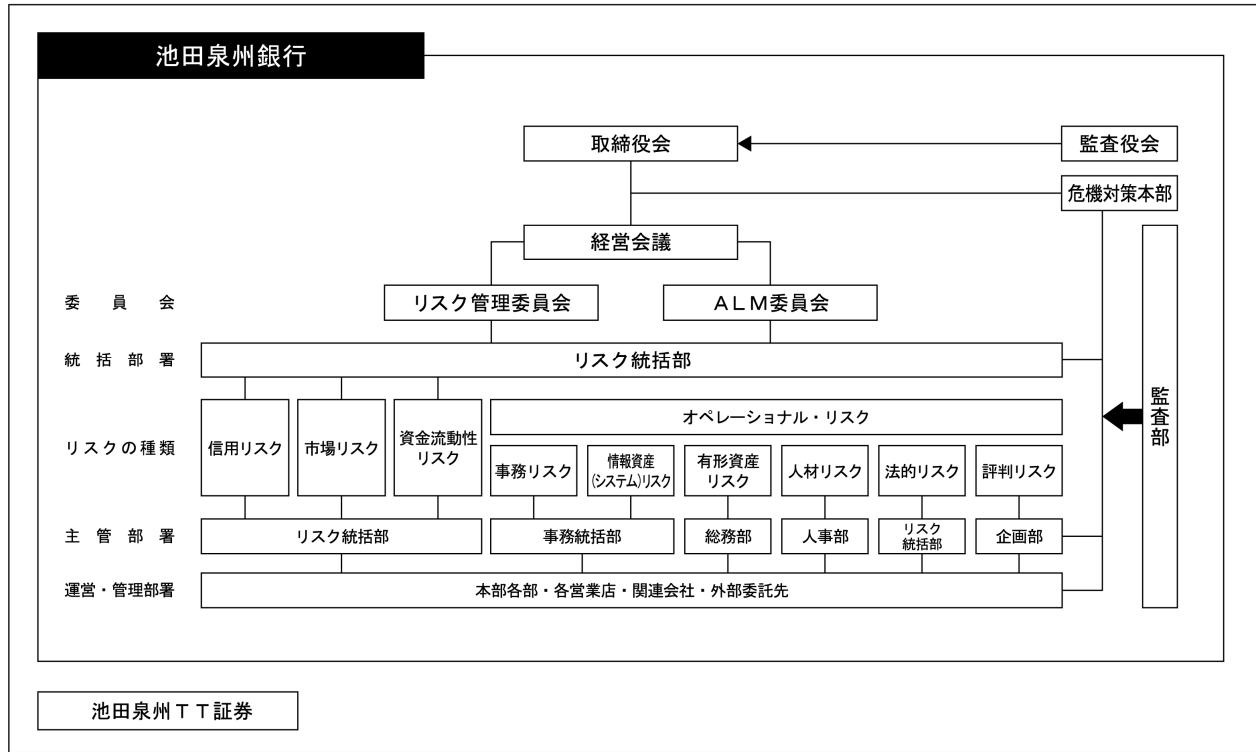 池田泉州銀行
取締役会
監査役会
危機対策本部
経営会議
委員会
リスク管理委員会
ALM委員会
統括部署
リスク統括部
監査部
リスクの種類
信用リスク
市場リスク
資金流動性
リスク
オペレーショナル・リスク
事務リスク
情報資産
(システム)リスク
有形資産
リスク
人材リスク
法的リスク
評判リスク
主管部署
リスク統括部
事務統括部
総務部
人事部
リスク
統括部
企画部
運営・管理部署
本部各部・各営業店・関連会社・外部委託先
池田泉州TT証券